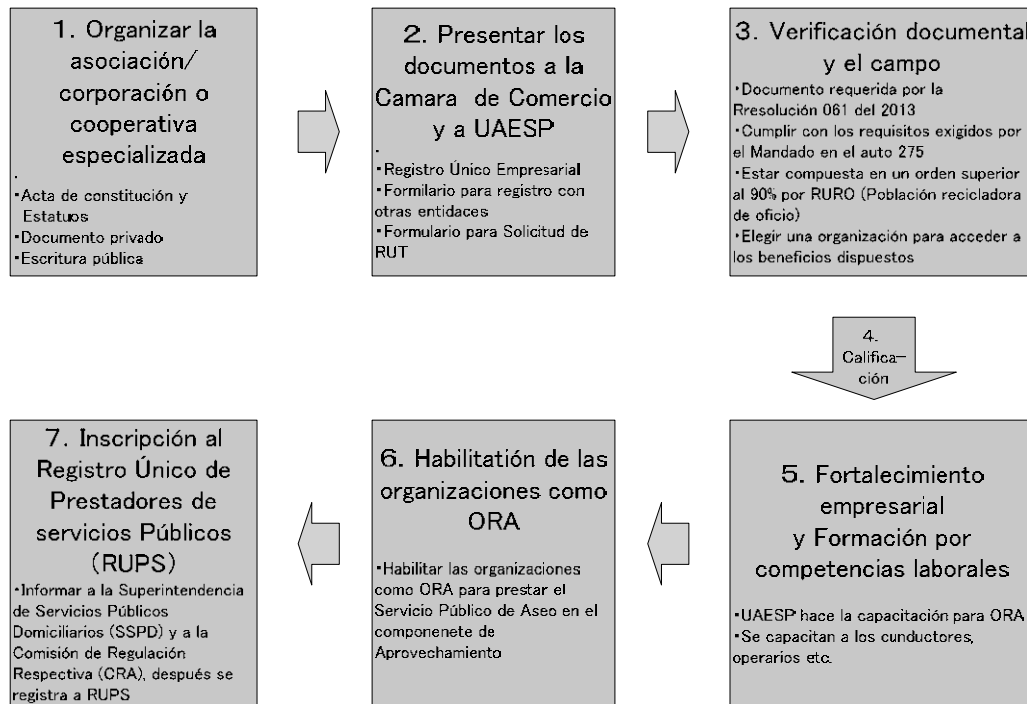 1. Organizar la
asociación/
corporación o
cooperativa
especializada
.
・Acta de constitución y
Estatuos
・Documento privado
・Escritura pública
2. Presentar los
documentos a la
Camara de Comercio
y a UAESP
.
・Registro Único Empresarial
・Formilario para registro con
otras entidaces
・Formulario para Solicitud de
RUT
3. Verificación documental
y el campo
・Documento requerida por la
Rresolución 061 del 2013
・Cumplir con los requisitos exigidos por
el Mandado en el auto 275
・Estar compuesta en un orden superior
al 90% por RURO (Población recicladora
de oficio)
・Elegir una organización para acceder a
los beneficios dispuestos
4.
Califica-
ción
7. Inscripción al
Registro Único de
Prestadores de
servicios Públicos
(RUPS)
・Informar a la Superintendencia
de Servicios Públicos
Domiciliarios (SSPD) y a la
Comisión de Regulación
Respectiva (CRA), después se
registra a RUPS
6. Habilitatión de las
organizaciones como
ORA
・Habilitar las organizaciones
como ORA para prestar el
Servicio Público de Aseo en el
componenete de
Aprovechamiento
5. Fortalecimiento
empresarial
y Formación por
competencias laborales
・UAESP hace la capacitación para ORA
・Se capacitan a los cunductores,
operarios etc.